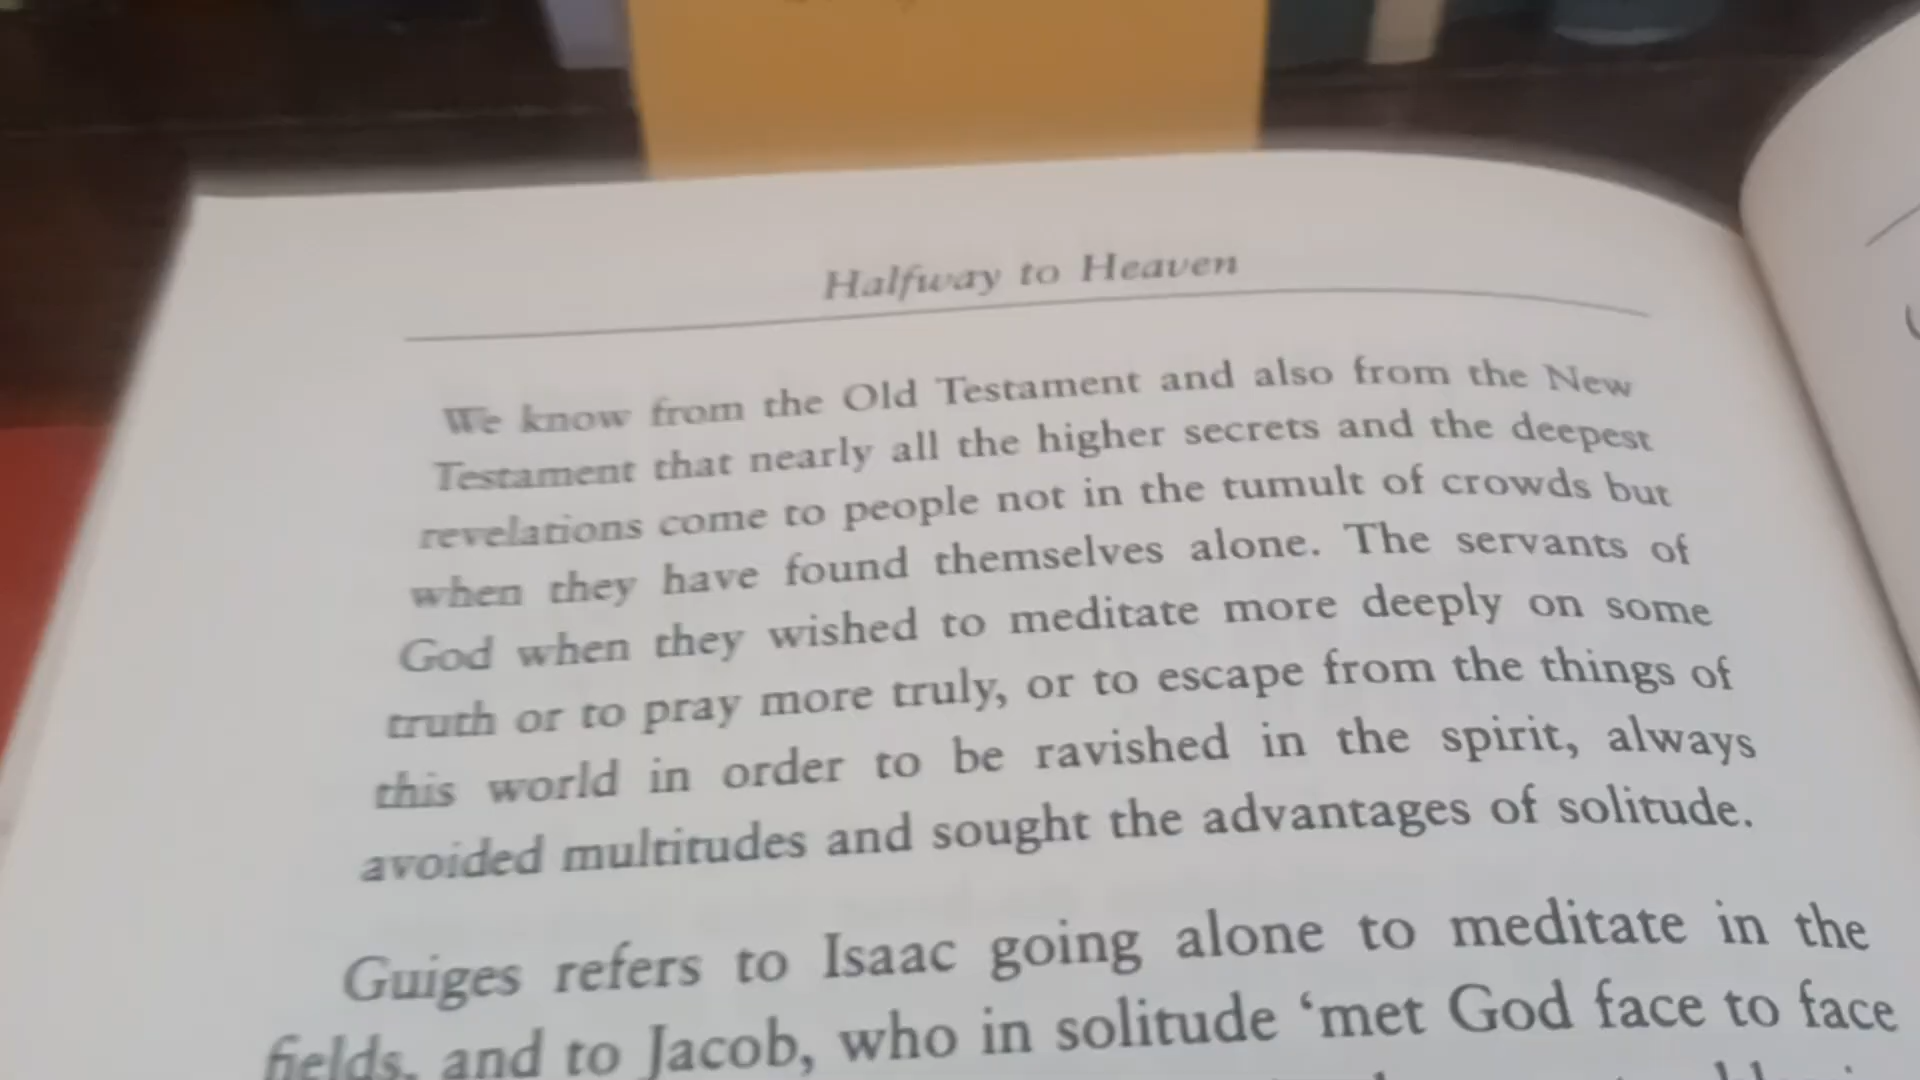 Halfway to Heaven
We know from the Old Testament and also from the New
Testament that nearly all the higher secrets and the deepest
revelations come to people not in the tumult of crowds but
when they have found themselves alone. The servants of
God when they wished to meditate more deeply on some
truth or to pray more truly, or to escape from the things of
this world in order to be ravished in the spirit, always
avoided multitudes and sought the advantages of solitude.
Guiges refers to Isaac going alone to meditate in the
fields, and to Jacob, who in solitude ‘met God face to face